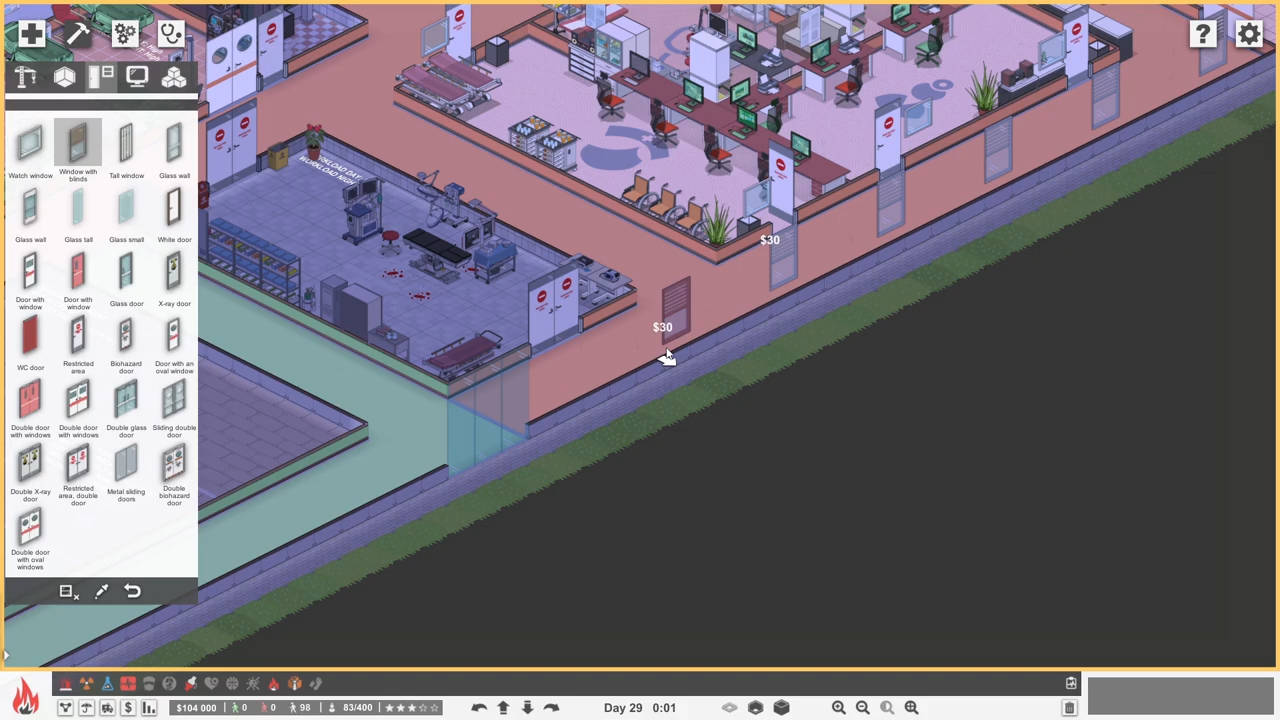 ?
Watch window
Window with blinds
Tall window
Glass wall
Glass wall
Glass tall
Glass small
White door
Door with window
Door with window
Glass door
X-ray door
WC door
Restricted area
Biohazard door
Door with an oval window
Double door with windows
Double door with windows
Double glass door
Sliding double door
Double X-ray door
Restricted area, double door
Metal sliding doors
Double biohazard door
Double door with oval windows
WORKLOAD NIGH
$30
$30
$104 000
0
0
98
83/400
Day 29 0:01